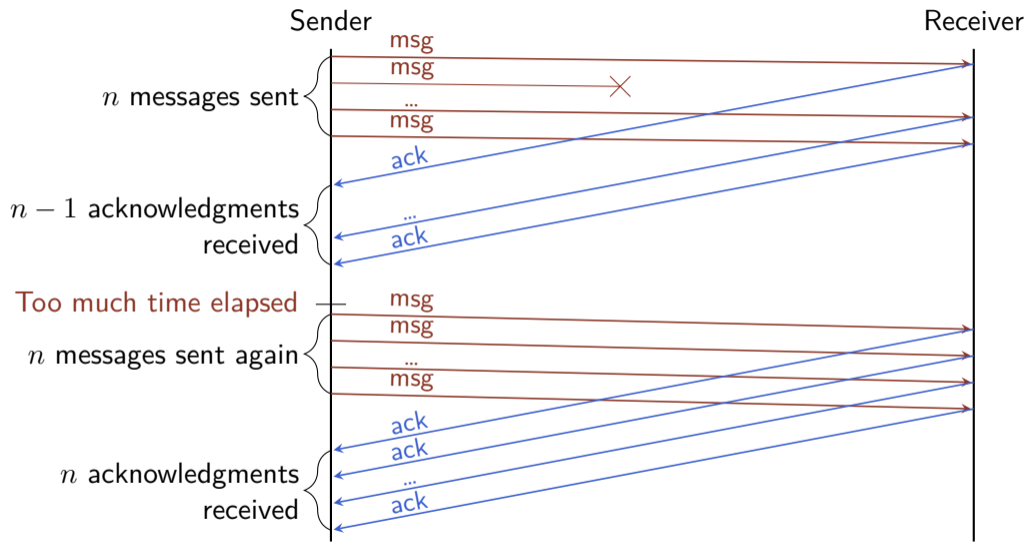 Sender
Receiver
msg
msg
n messages sent
...
msg
ack
n − 1 acknowledgments
received
...
ack
Too much time elapsed
msg
msg
n messages sent again
...
msg
ack
ack
n acknowledgments
received
...
ack